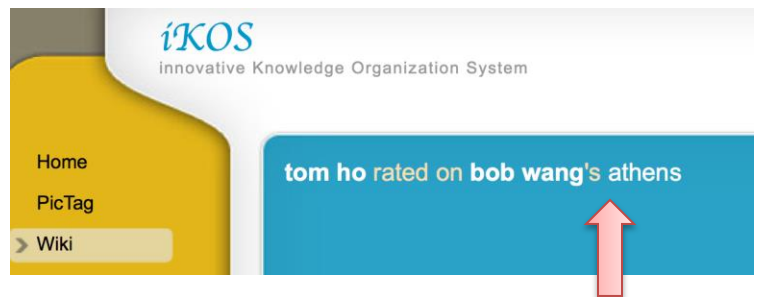 iKOS
innovative Knowledge Organization System
Home
PicTag
Wiki
tom ho rated on bob wang's athens